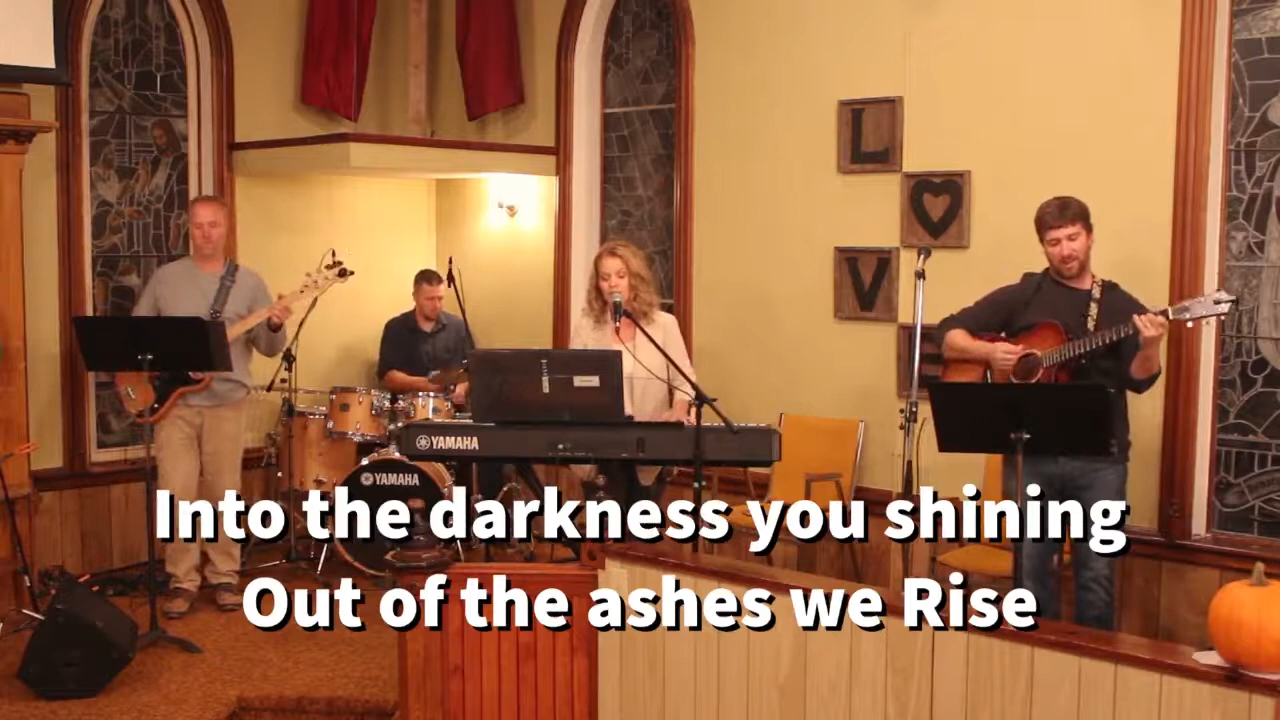 L
V
YAMAHA
YAMAHA
Into the darkness you shining
Out of the ashes we Rise